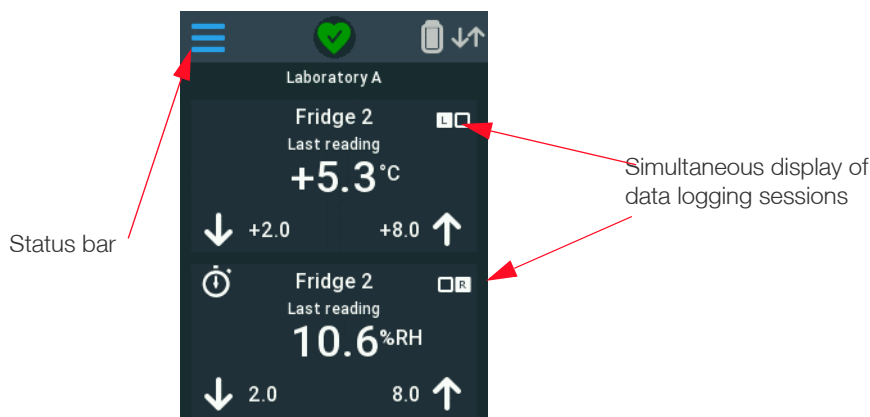 Laboratory A
Fridge 2
L
Last reading
+5.3°C
+2.0 +8.0
Fridge 2
R
Last reading
10.6%RH
2.0 8.0
Status bar
Simultaneous display of
data logging sessions